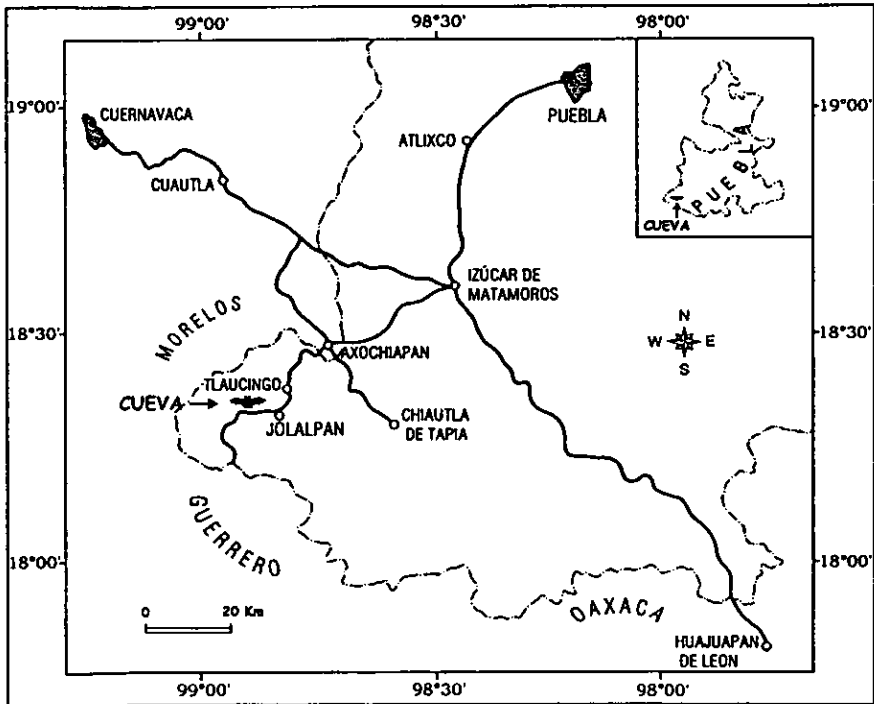 99°00'
98°30'
98°00'
19°00'
19°00'
CUERNAVACA
PUEBLA
ATLIXCO
CUAUTLA
PUEBLA
CUEVA
IZÚCAR DE
MATAMOROS
N
W E
S
18°30'
18°30'
MORELOS
AXOCHIAPAN
TLAUCINGO
CUEVA
JOLALPAN
CHIAUTLA
DE TAPIA
GUERRERO
18°00'
18°00'
OAXACA
0 20 Km
HUAJUAPAN
DE LEON
99°00'
98°30'
98°00'